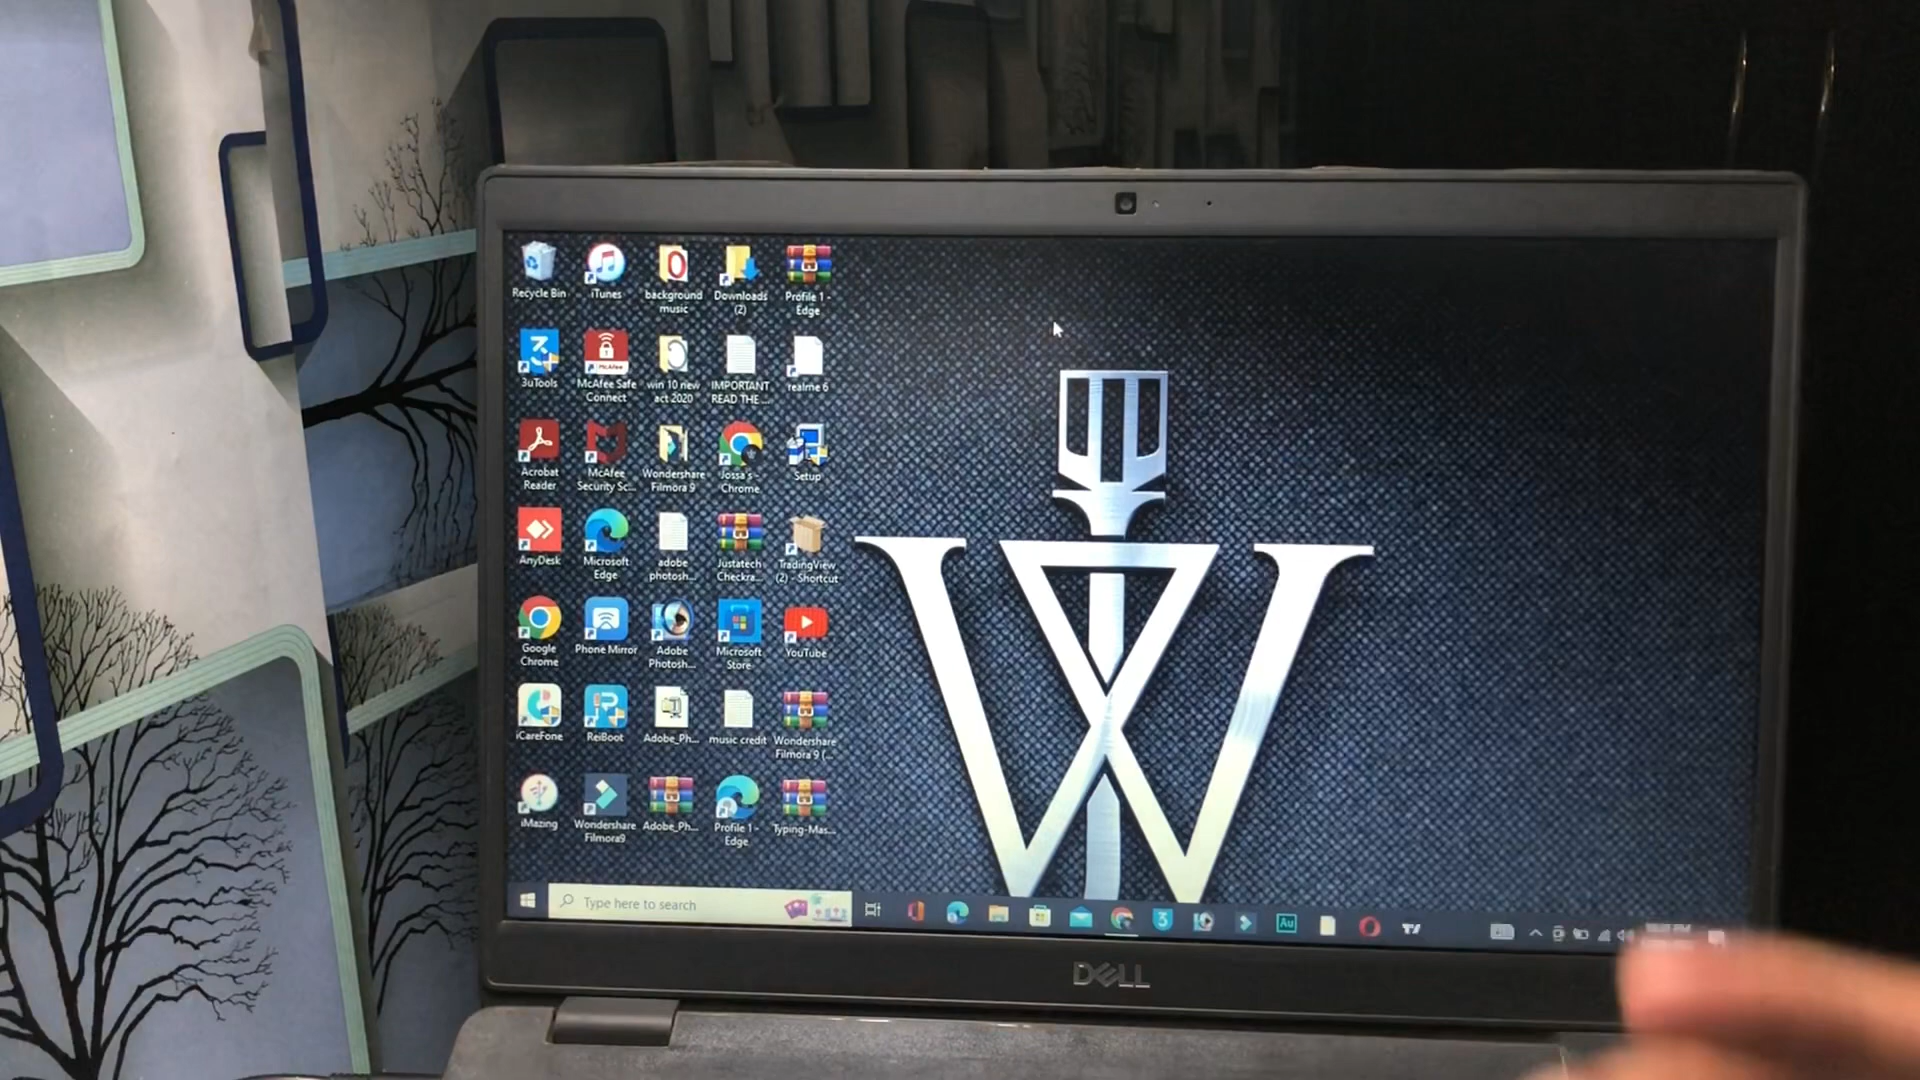 Recycle Bin
iTunes
background
music
Downloads
(2)
Profile 1 -
Edge
3uTools
McAfee
McAfee Safe
Connect
win 10 new
act 2020
IMPORTANT
READ THE ...
realme 6
Acrobat
Reader
McAfee
Security Sc...
Wondershare
Filmora 9
Jossa's -
Chrome
Setup
AnyDesk
Microsoft
Edge
adobe
photosh...
Justatech
Checkra...
TradingView
(2) - Shortcut
Google
Chrome
Phone Mirror
Adobe
Photosh...
Microsoft
Store
YouTube
iCareFone
ReiBoot
Adobe_Ph...
music credit
Wondershare
Filmora 9 (...
iMazing
Wondershare
Filmora9
Adobe_Ph...
Profile 1 -
Edge
Typing-Mas...
W
Type here to search
3
Au
DELL